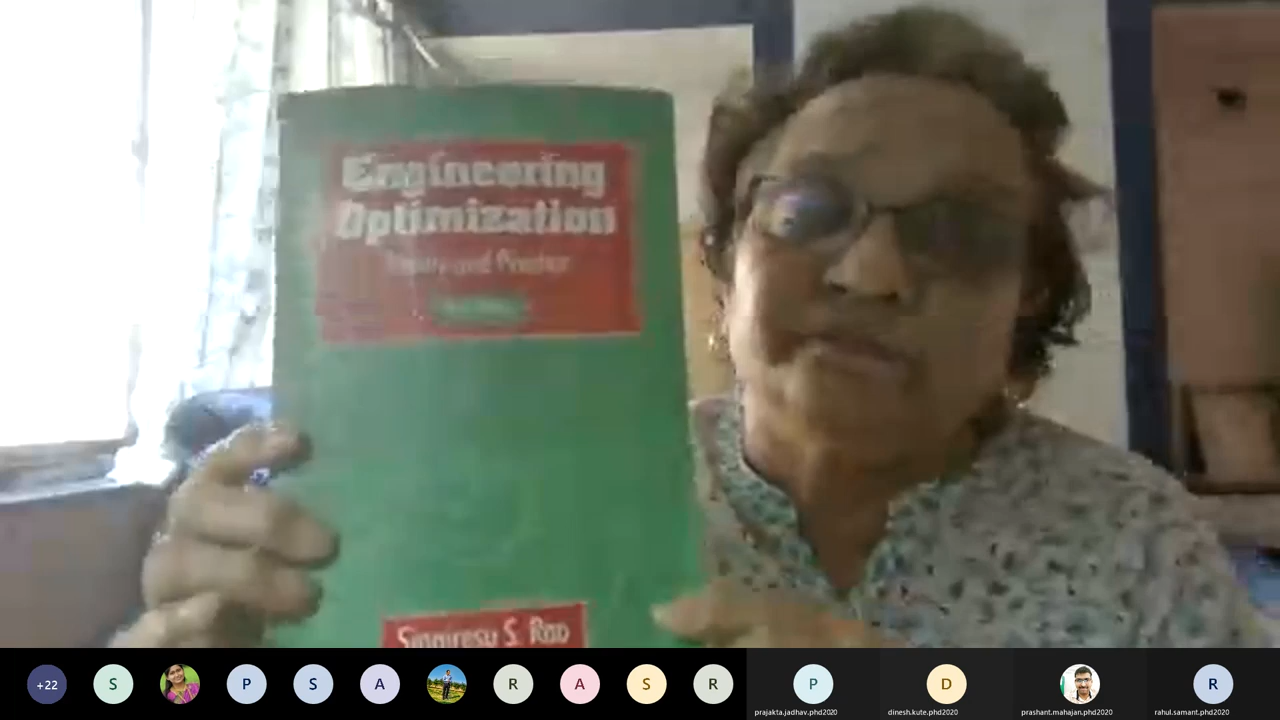 Engineering
Optimization
Theory and Practice
Singiresu S. Rao
+22
S
P
S
A
R
A
S
R
P
D
R
prajakta.jadhav.phd2020
dinesh.kute.phd2020
prashant.mahajan.phd2020
rahul.samant.phd2020